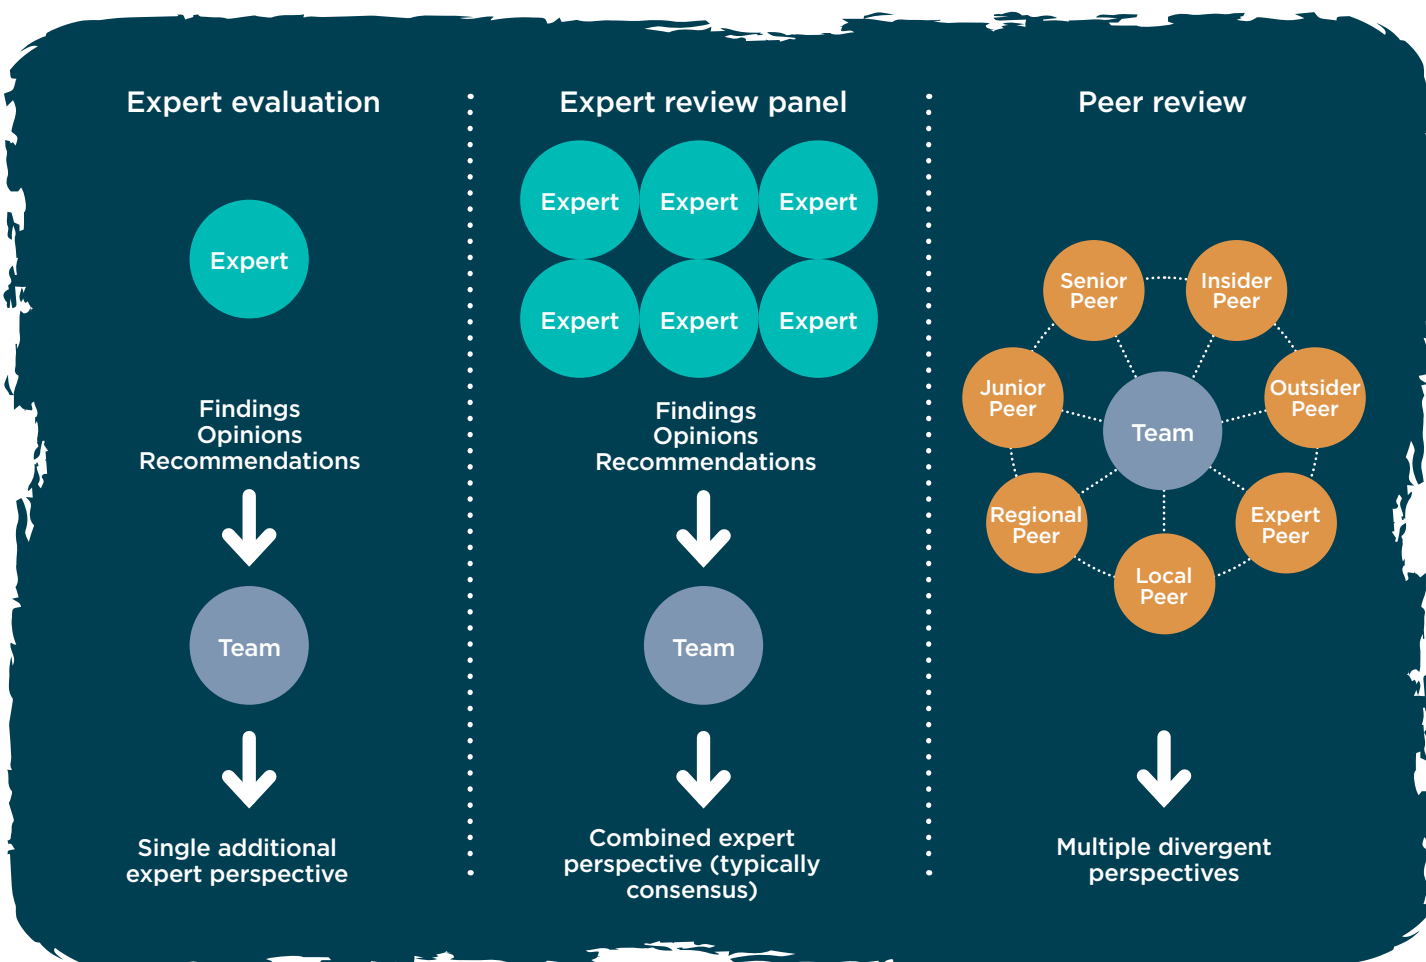 Expert evaluation
Expert
Findings
Opinions
Recommendations
Team
Single additional
expert perspective
Expert review panel
Expert
Expert
Expert
Expert
Expert
Expert
Findings
Opinions
Recommendations
Team
Combined expert
perspective (typically
consensus)
Peer review
Senior
Peer
Insider
Peer
Junior
Peer
Outsider
Peer
Team
Regional
Peer
Expert
Peer
Local
Peer
Multiple divergent
perspectives